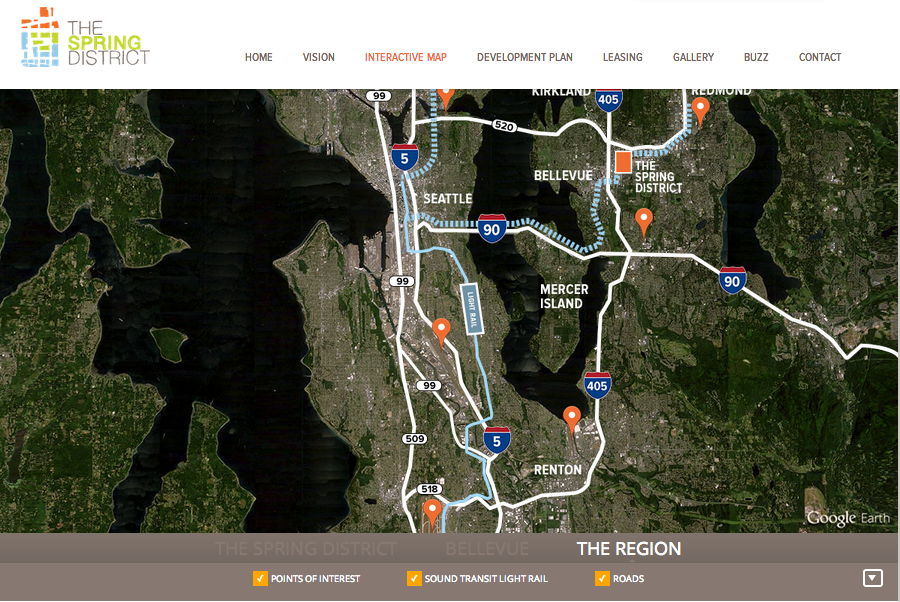 THE
SPRING
DISTRICT
HOME VISION INTERACTIVE MAP DEVELOPMENT PLAN LEASING GALLERY BUZZ CONTACT
99
KIRKLAND
405
REDMOND
520
5
BELLEVUE
THE
SPRING
DISTRICT
SEATTLE
90
99
90
MERCER
ISLAND
LIGHT RAIL
99
405
509
5
RENTON
518
Google Earth
THE SPRING DISTRICT BELLEVUE THE REGION
POINTS OF INTEREST SOUND TRANSIT LIGHT RAIL ROADS